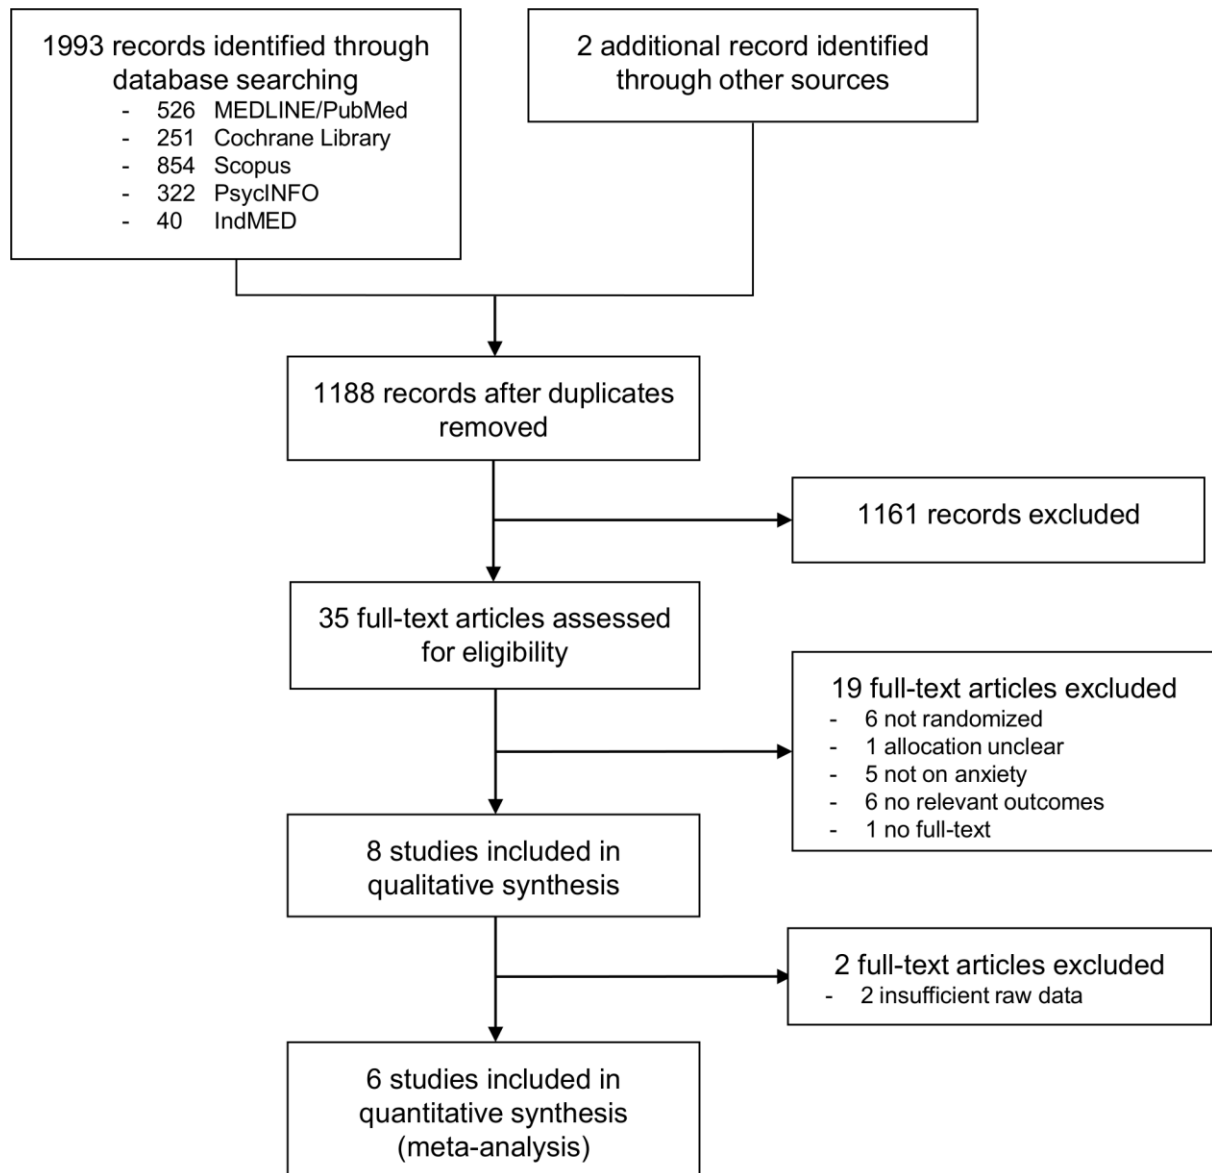 1993 records identified through
database searching
- 526 MEDLINE/PubMed
- 251 Cochrane Library
- 854 Scopus
- 322 PsycINFO
- 40 IndMED
2 additional record identified
through other sources
1188 records after duplicates
removed
1161 records excluded
35 full-text articles assessed
for eligibility
19 full-text articles excluded
- 6 not randomized
- 1 allocation unclear
- 5 not on anxiety
- 6 no relevant outcomes
- 1 no full-text
8 studies included in
qualitative synthesis
2 full-text articles excluded
- 2 insufficient raw data
6 studies included in
quantitative synthesis
(meta-analysis)